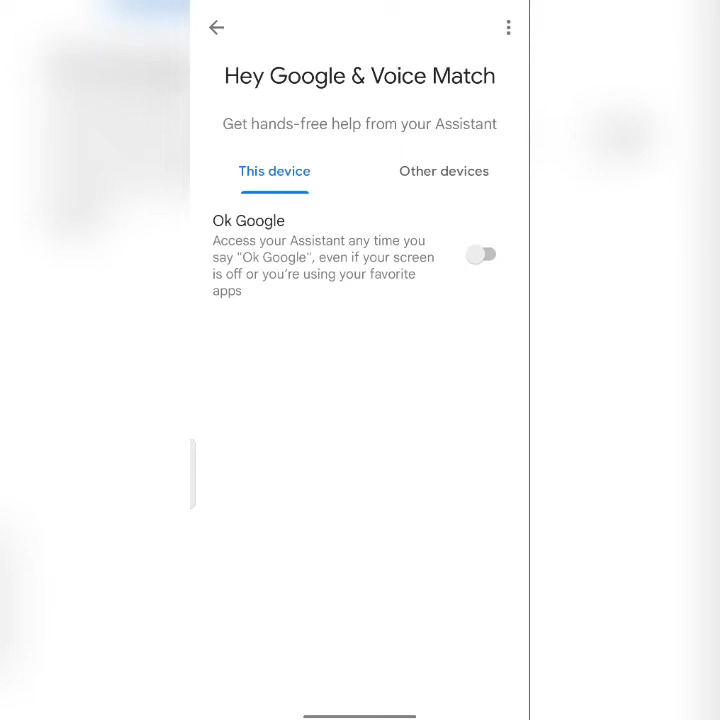 Hey Google & Voice Match
Get hands-free help from your Assistant
This device
Other devices
Ok Google
Access your Assistant any time you
say "Ok Google", even if your screen
is off or you're using your favorite
apps